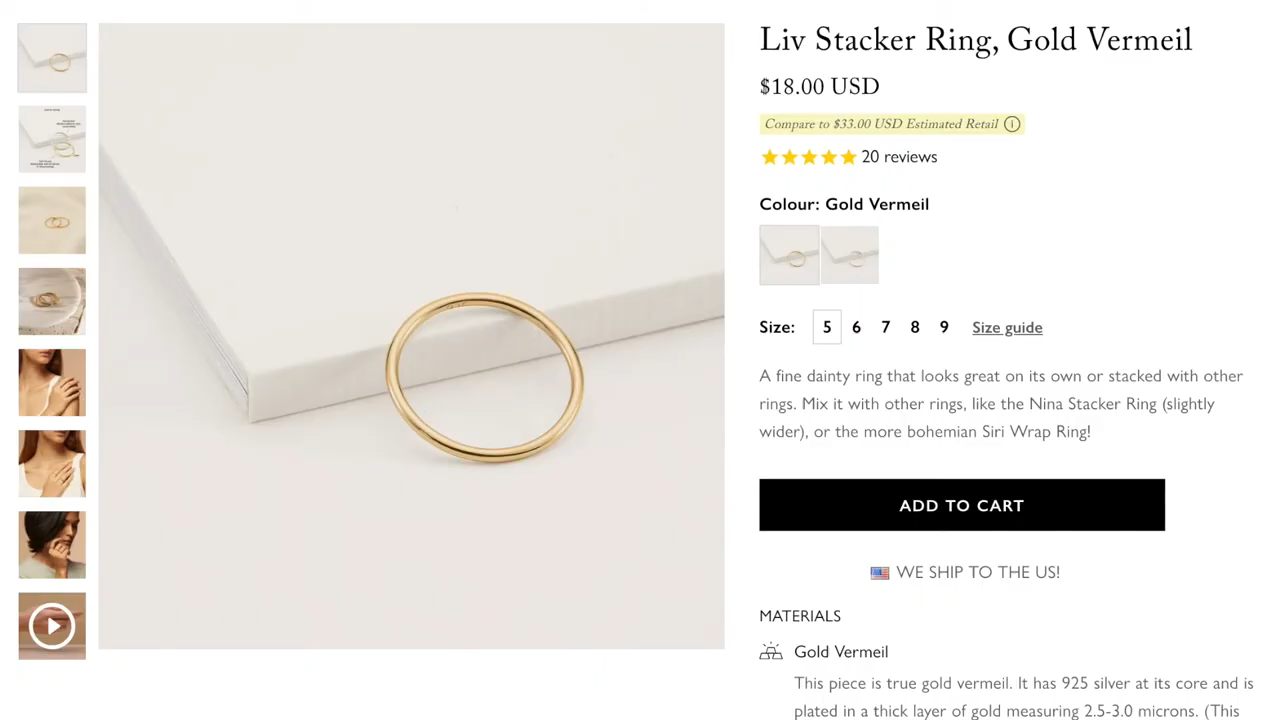 Liv Stacker Ring, Gold Vermeil
$18.00 USD
Compare to $33.00 USD Estimated Retail
20 reviews
Colour: Gold Vermeil
Size: 5 6 7 8 9 Size guide
A fine dainty ring that looks great on its own or stacked with other
rings. Mix it with other rings, like the Nina Stacker Ring (slightly
wider), or the more bohemian Siri Wrap Ring!
ADD TO CART
WE SHIP TO THE US!
MATERIALS
Gold Vermeil
This piece is true gold vermeil. It has 925 silver at its core and is
plated in a thick layer of gold measuring 2.5-3.0 microns. (This